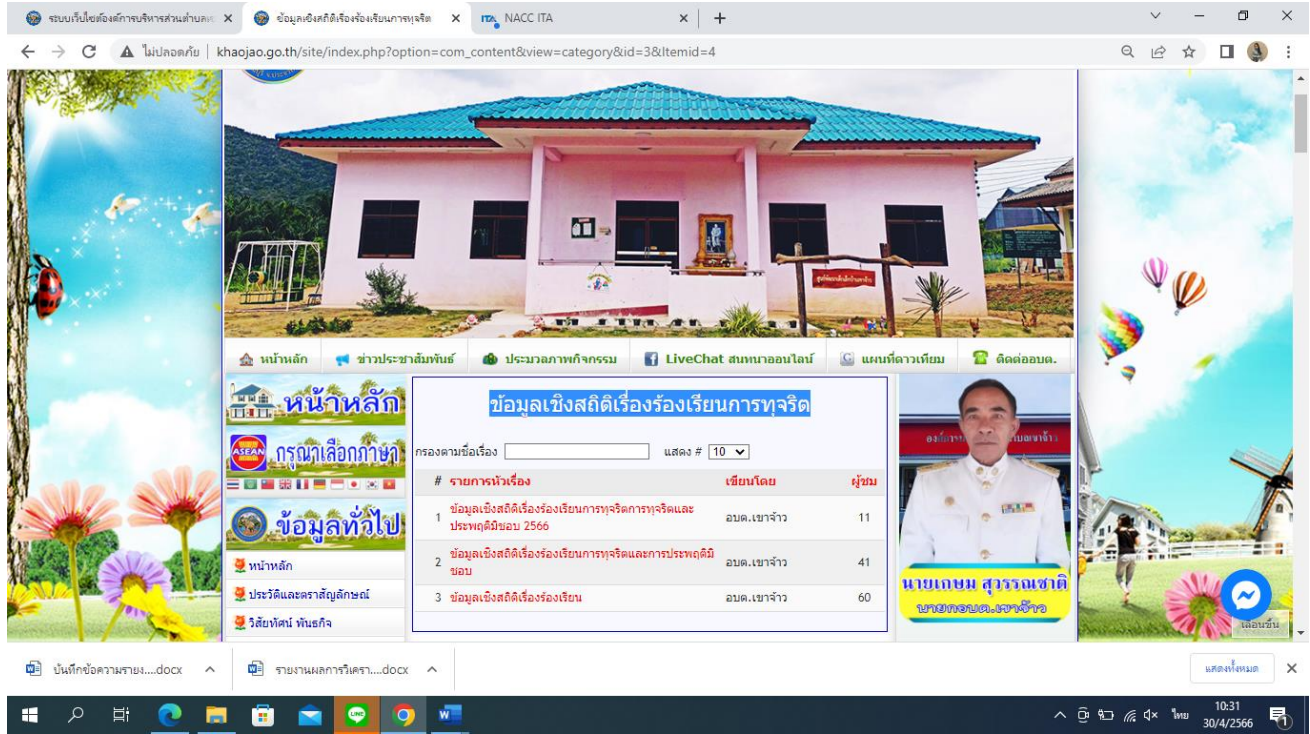 ระบบเว็บไซต์องค์การบริหารส่วนตำบลเข
ข้อมูลเชิงสถิติเรื่องร้องเรียนการทุจริต
NACC ITA
ไม่ปลอดภัย
khaojao.go.th/site/index.php?option=com_content&view=category&id=3&Itemid=4
หน้าหลัก
ข่าวประชาสัมพันธ์
ประมวลภาพกิจกรรม
LiveChat สนทนาออนไลน์
แผนที่ดาวเทียม
ติดต่ออบต.
หน้าหลัก
ข้อมูลเชิงสถิติเรื่องร้องเรียนการทุจริต
ASEAN กรุณาเลือกภาษา
กรองตามชื่อเรื่อง
แสดง # 10
# รายการหัวเรื่อง เขียนโดย ผู้ชม
1 ข้อมูลเชิงสถิติเรื่องร้องเรียนการทุจริตการทุจริตและ
ประพฤติมิชอบ 2566 อบต.เขาจ้าว 11
2 ข้อมูลเชิงสถิติเรื่องร้องเรียนการทุจริตและการประพฤติมิ
ชอบ อบต.เขาจ้าว 41
3 ข้อมูลเชิงสถิติเรื่องร้องเรียน อบต.เขาจ้าว 60
ข้อมูลทั่วไป
หน้าหลัก
ประวัติและตราสัญลักษณ์
วิสัยทัศน์ พันธกิจ
นายเกษม สุวรรณชาติ
นายกอบต.เขาจ้าว
เลื่อนขึ้น
บันทึกข้อความรายง....docx
รายงานผลการวิเครา....docx
แสดงทั้งหมด
LINE
ไทย
10:31
30/4/2566
1